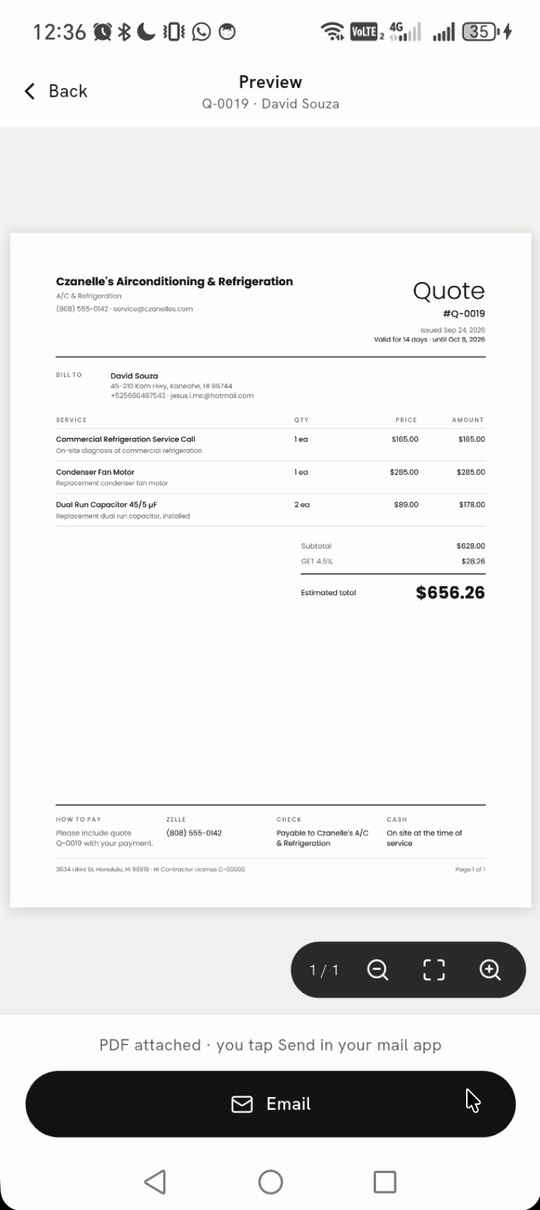 12:36
VoLTE 2 4G 35
Back
Preview
Q-0019 · David Souza
Czanelle's Airconditioning & Refrigeration
A/C & Refrigeration
(808) 555-0142 · service@czanelles.com
Quote
#Q-0019
Issued Sep 24, 2026
Valid for 14 days · until Oct 8, 2026
BILL TO
David Souza
45-210 Kam Hwy, Kaneohe, HI 96744
+525660487543 · jesus.i.mc@hotmail.com
SERVICE QTY PRICE AMOUNT
Commercial Refrigeration Service Call 1 ea $165.00 $165.00
On-site diagnosis of commercial refrigeration
Condenser Fan Motor 1 ea $285.00 $285.00
Replacement condenser fan motor
Dual Run Capacitor 45/5 µF 2 ea $89.00 $178.00
Replacement dual run capacitor, installed
Subtotal $628.00
GET 4.5% $28.26
Estimated total $656.26
HOW TO PAY
Please include quote
Q-0019 with your payment.
ZELLE
(808) 555-0142
CHECK
Payable to Czanelle's A/C
& Refrigeration
CASH
On site at the time of
service
3534 Likini St, Honolulu, HI 96818 · HI Contractor License C-00000
Page 1 of 1
1 / 1
PDF attached · you tap Send in your mail app
Email